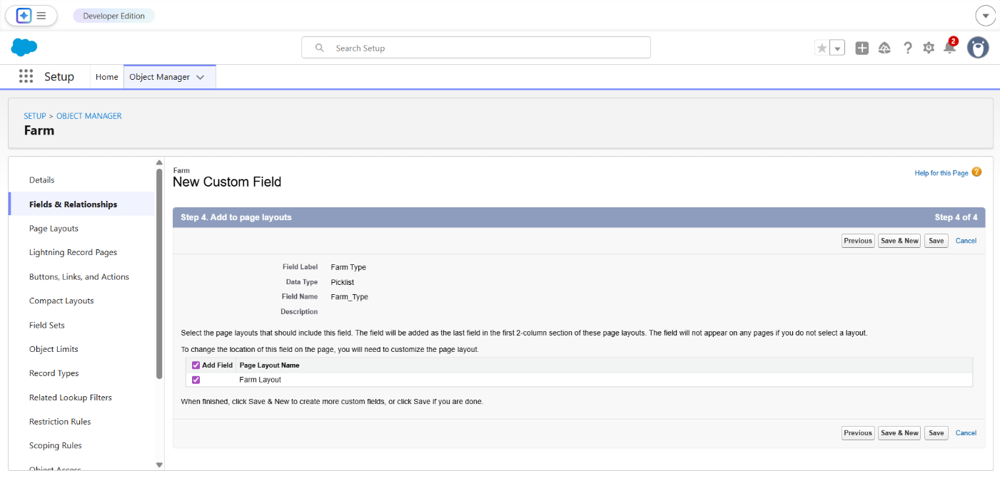 Developer Edition
Search Setup
2
Setup
Home
Object Manager
SETUP > OBJECT MANAGER
Farm
Details
Fields & Relationships
Page Layouts
Lightning Record Pages
Buttons, Links, and Actions
Compact Layouts
Field Sets
Object Limits
Record Types
Related Lookup Filters
Restriction Rules
Scoping Rules
Object Access
Farm
New Custom Field
Help for this Page ?
Step 4. Add to page layouts
Step 4 of 4
Previous Save & New Save Cancel
Field Label Farm Type
Data Type Picklist
Field Name Farm_Type
Description
Select the page layouts that should include this field. The field will be added as the last field in the first 2-column section of these page layouts. The field will not appear on any pages if you do not select a layout.
To change the location of this field on the page, you will need to customize the page layout.
Add Field Page Layout Name
Farm Layout
When finished, click Save & New to create more custom fields, or click Save if you are done.
Previous Save & New Save Cancel